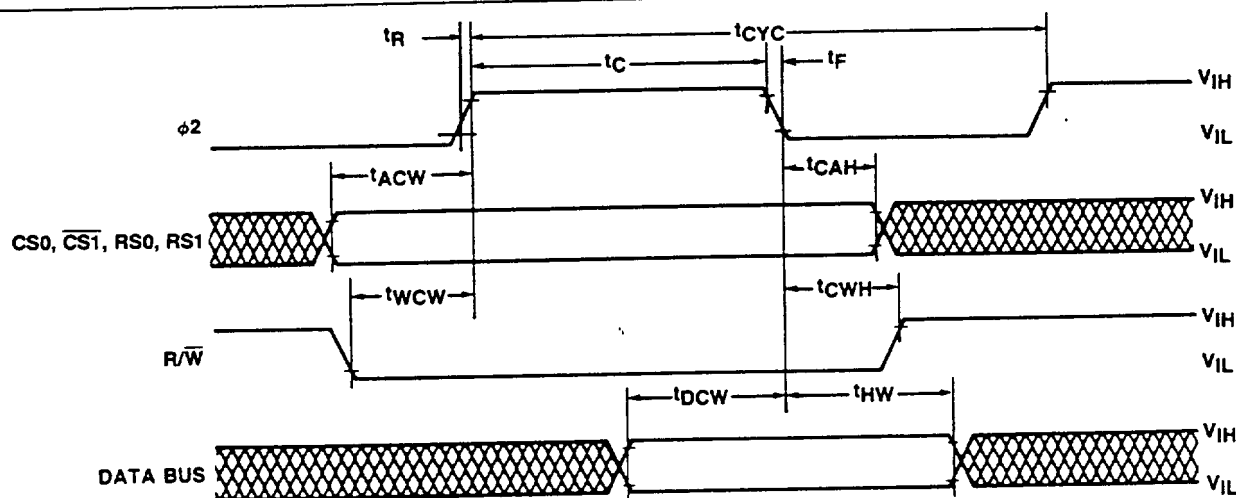 tR
tCYC
tC
tF
VIH
ϕ2
VIL
tACW
tCAH
VIH
CS0, C̅S̅1̅, RS0, RS1
VIL
tWCW
tCWH
VIH
R/W̅
VIL
tDCW
tHW
VIH
DATA BUS
VIL